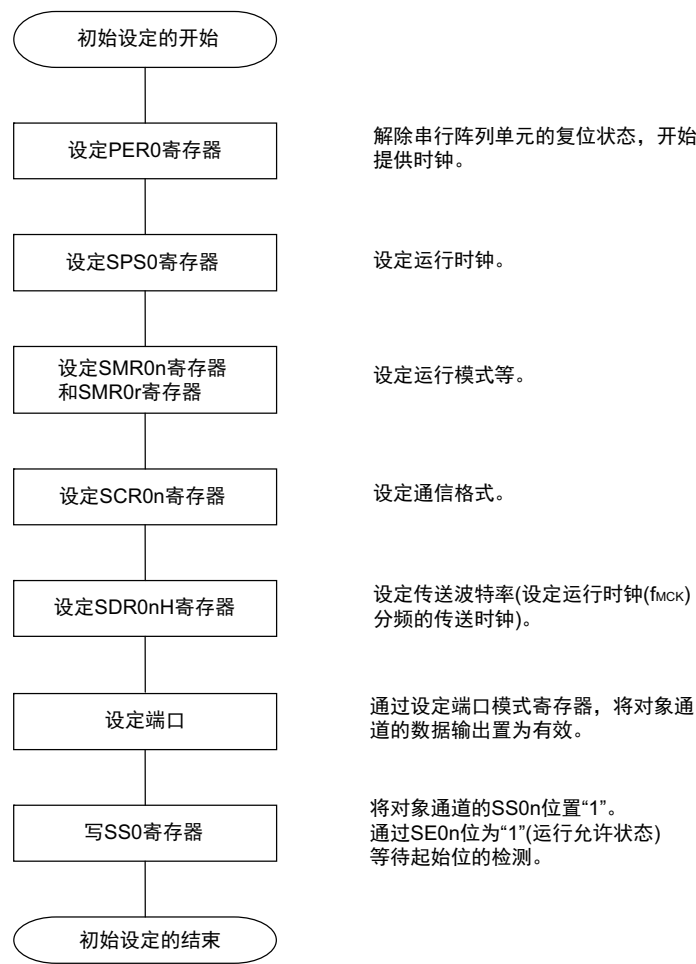 初始设定的开始
设定PER0寄存器
解除串行阵列单元的复位状态，开始
提供时钟。
设定SPS0寄存器
设定运行时钟。
设定SMR0n寄存器
和SMR0r寄存器
设定运行模式等。
设定SCR0n寄存器
设定通信格式。
设定SDR0nH寄存器
设定传送波特率(设定运行时钟(fMCK)
分频的传送时钟)。
设定端口
通过设定端口模式寄存器，将对象通
道的数据输出置为有效。
写SS0寄存器
将对象通道的SS0n位置“1”。
通过SE0n位为“1”(运行允许状态)
等待起始位的检测。
初始设定的结束